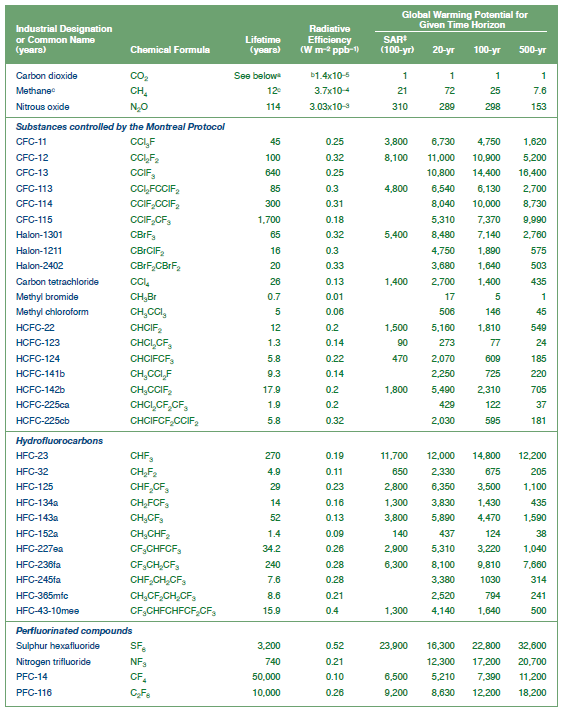 Industrial Designation or Common Name (years) Chemical Formula Lifetime (years) Radiative Efficiency (W m⁻² ppb⁻¹) Global Warming Potential for Given Time Horizon SAR‡ (100-yr) 20-yr 100-yr 500-yr
Carbon dioxide CO₂ See belowᵃ ᵇ1.4x10⁻⁵ 1 1 1 1
Methaneᶜ CH₄ 12ᶜ 3.7x10⁻⁴ 21 72 25 7.6
Nitrous oxide N₂O 114 3.03x10⁻³ 310 289 298 153
Substances controlled by the Montreal Protocol
CFC-11 CCl₃F 45 0.25 3,800 6,730 4,750 1,620
CFC-12 CCl₂F₂ 100 0.32 8,100 11,000 10,900 5,200
CFC-13 CClF₃ 640 0.25 10,800 14,400 16,400
CFC-113 CCl₂FCClF₂ 85 0.3 4,800 6,540 6,130 2,700
CFC-114 CClF₂CClF₂ 300 0.31 8,040 10,000 8,730
CFC-115 CClF₂CF₃ 1,700 0.18 5,310 7,370 9,990
Halon-1301 CBrF₃ 65 0.32 5,400 8,480 7,140 2,760
Halon-1211 CBrClF₂ 16 0.3 4,750 1,890 575
Halon-2402 CBrF₂CBrF₂ 20 0.33 3,680 1,640 503
Carbon tetrachloride CCl₄ 26 0.13 1,400 2,700 1,400 435
Methyl bromide CH₃Br 0.7 0.01 17 5 1
Methyl chloroform CH₃CCl₃ 5 0.06 506 146 45
HCFC-22 CHClF₂ 12 0.2 1,500 5,160 1,810 549
HCFC-123 CHCl₂CF₃ 1.3 0.14 90 273 77 24
HCFC-124 CHClFCF₃ 5.8 0.22 470 2,070 609 185
HCFC-141b CH₃CCl₂F 9.3 0.14 2,250 725 220
HCFC-142b CH₃CClF₂ 17.9 0.2 1,800 5,490 2,310 705
HCFC-225ca CHCl₂CF₂CF₃ 1.9 0.2 429 122 37
HCFC-225cb CHClFCF₂CClF₂ 5.8 0.32 2,030 595 181
Hydrofluorocarbons
HFC-23 CHF₃ 270 0.19 11,700 12,000 14,800 12,200
HFC-32 CH₂F₂ 4.9 0.11 650 2,330 675 205
HFC-125 CHF₂CF₃ 29 0.23 2,800 6,350 3,500 1,100
HFC-134a CH₂FCF₃ 14 0.16 1,300 3,830 1,430 435
HFC-143a CH₃CF₃ 52 0.13 3,800 5,890 4,470 1,590
HFC-152a CH₃CHF₂ 1.4 0.09 140 437 124 38
HFC-227ea CF₃CHFCF₃ 34.2 0.26 2,900 5,310 3,220 1,040
HFC-236fa CF₃CH₂CF₃ 240 0.28 6,300 8,100 9,810 7,660
HFC-245fa CHF₂CH₂CF₃ 7.6 0.28 3,380 1030 314
HFC-365mfc CH₃CF₂CH₂CF₃ 8.6 0.21 2,520 794 241
HFC-43-10mee CF₃CHFCHFCF₂CF₃ 15.9 0.4 1,300 4,140 1,640 500
Perfluorinated compounds
Sulphur hexafluoride SF₆ 3,200 0.52 23,900 16,300 22,800 32,600
Nitrogen trifluoride NF₃ 740 0.21 12,300 17,200 20,700
PFC-14 CF₄ 50,000 0.10 6,500 5,210 7,390 11,200
PFC-116 C₂F₆ 10,000 0.26 9,200 8,630 12,200 18,200